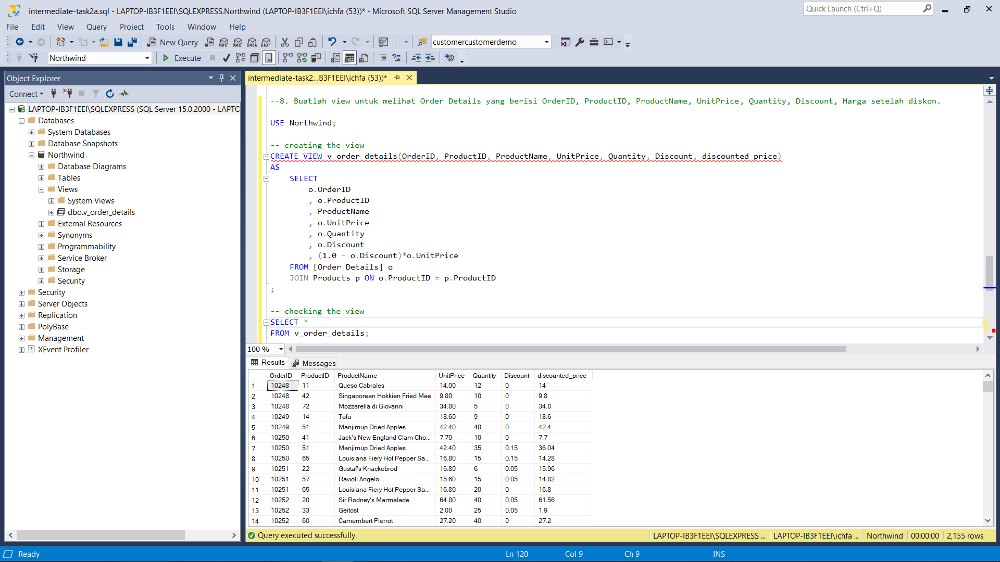 intermediate-task2a.sql - LAPTOP-IB3F1EEI\SQLEXPRESS.Northwind (LAPTOP-IB3F1EEI\ichfa (53))* - Microsoft SQL Server Management Studio
Quick Launch (Ctrl+Q)
File Edit View Query Project Tools Window Help
New Query MDX DMX XMLA DAX customercustomerdemo
Northwind Execute
Object Explorer
Connect
LAPTOP-IB3F1EEI\SQLEXPRESS (SQL Server 15.0.2000 - LAPTO
Databases
System Databases
Database Snapshots
Northwind
Database Diagrams
Tables
Views
System Views
dbo.v_order_details
External Resources
Synonyms
Programmability
Service Broker
Storage
Security
Security
Server Objects
Replication
PolyBase
Management
XEvent Profiler
intermediate-task2...B3F1EEI\ichfa (53))*
--8. Buatlah view untuk melihat Order Details yang berisi OrderID, ProductID, ProductName, UnitPrice, Quantity, Discount, Harga setelah diskon.
USE Northwind;
-- creating the view
CREATE VIEW v_order_details(OrderID, ProductID, ProductName, UnitPrice, Quantity, Discount, discounted_price)
AS
SELECT
o.OrderID
, o.ProductID
, ProductName
, o.UnitPrice
, o.Quantity
, o.Discount
, (1.0 - o.Discount)*o.UnitPrice
FROM [Order Details] o
JOIN Products p ON o.ProductID = p.ProductID
;
-- checking the view
SELECT *
FROM v_order_details;
100 %
Results Messages
OrderID ProductID ProductName UnitPrice Quantity Discount discounted_price
1 10248 11 Queso Cabrales 14.00 12 0 14
2 10248 42 Singaporean Hokkien Fried Mee 9.80 10 0 9.8
3 10248 72 Mozzarella di Giovanni 34.80 5 0 34.8
4 10249 14 Tofu 18.60 9 0 18.6
5 10249 51 Manjimup Dried Apples 42.40 40 0 42.4
6 10250 41 Jack's New England Clam Cho... 7.70 10 0 7.7
7 10250 51 Manjimup Dried Apples 42.40 35 0.15 36.04
8 10250 65 Louisiana Fiery Hot Pepper Sa... 16.80 15 0.15 14.28
9 10251 22 Gustaf's Knäckebröd 16.80 6 0.05 15.96
10 10251 57 Ravioli Angelo 15.60 15 0.05 14.82
11 10251 65 Louisiana Fiery Hot Pepper Sa... 16.80 20 0 16.8
12 10252 20 Sir Rodney's Marmalade 64.80 40 0.05 61.56
13 10252 33 Geitost 2.00 25 0.05 1.9
14 10252 60 Camembert Pierrot 27.20 40 0 27.2
Query executed successfully. LAPTOP-IB3F1EEI\SQLEXPRESS ... LAPTOP-IB3F1EEI\ichfa ... Northwind 00:00:00 2,155 rows
Ready Ln 120 Col 9 Ch 9 INS